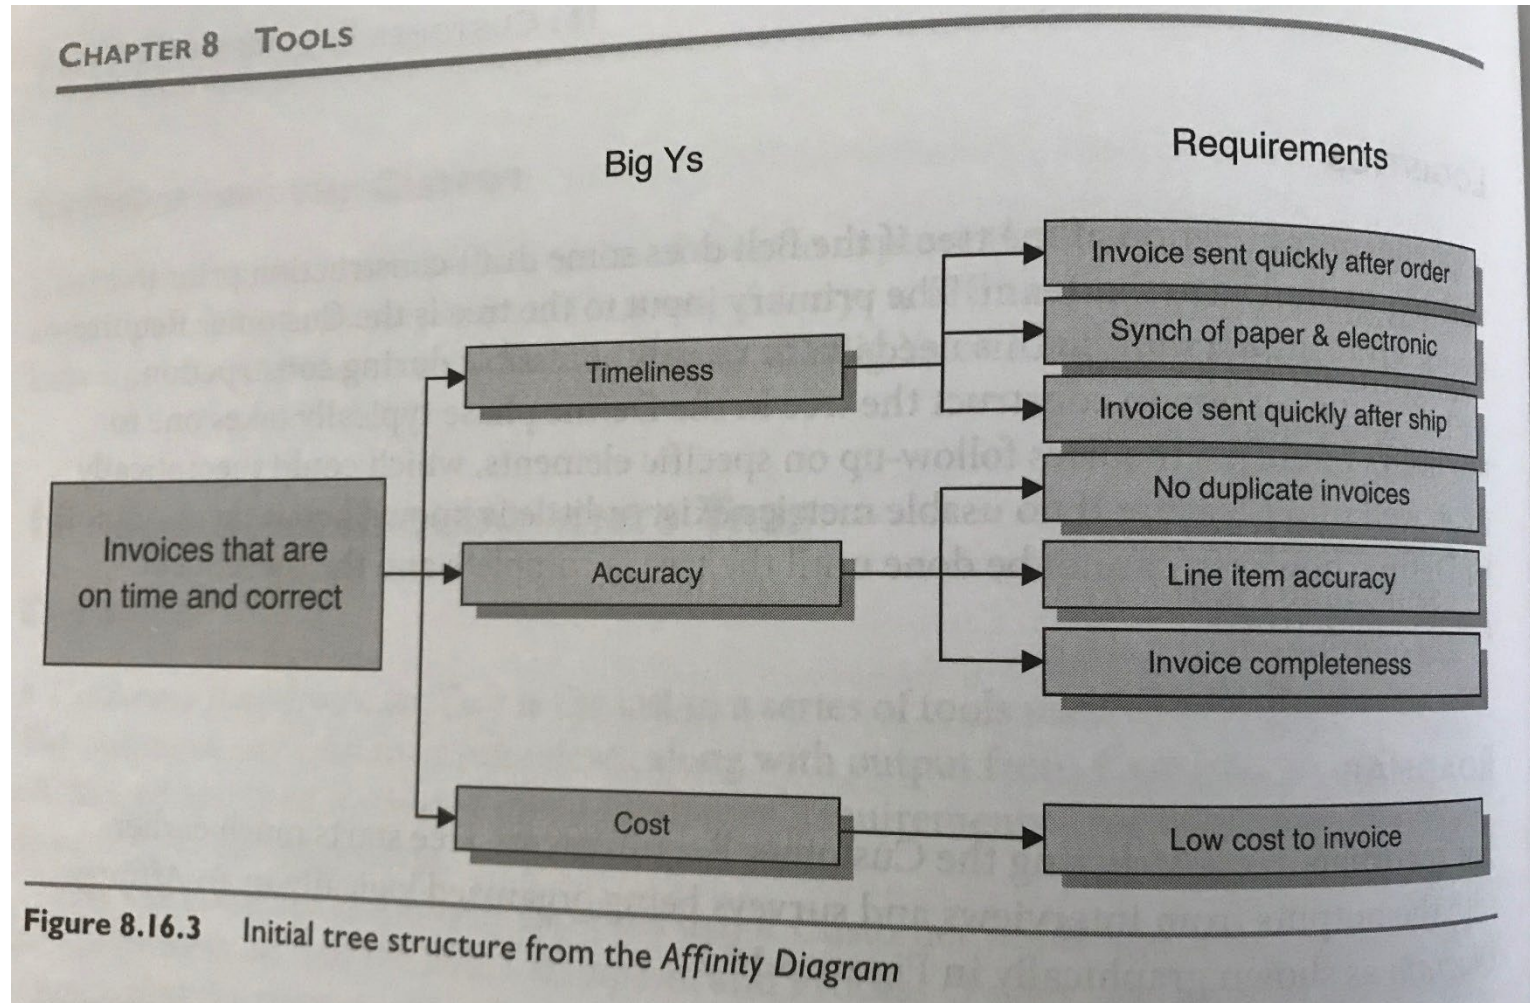 CHAPTER 8 TOOLS
Big Ys
Requirements
Invoices that are
on time and correct
Timeliness
Invoice sent quickly after order
Synch of paper & electronic
Invoice sent quickly after ship
Accuracy
No duplicate invoices
Line item accuracy
Invoice completeness
Cost
Low cost to invoice
Figure 8.16.3 Initial tree structure from the Affinity Diagram